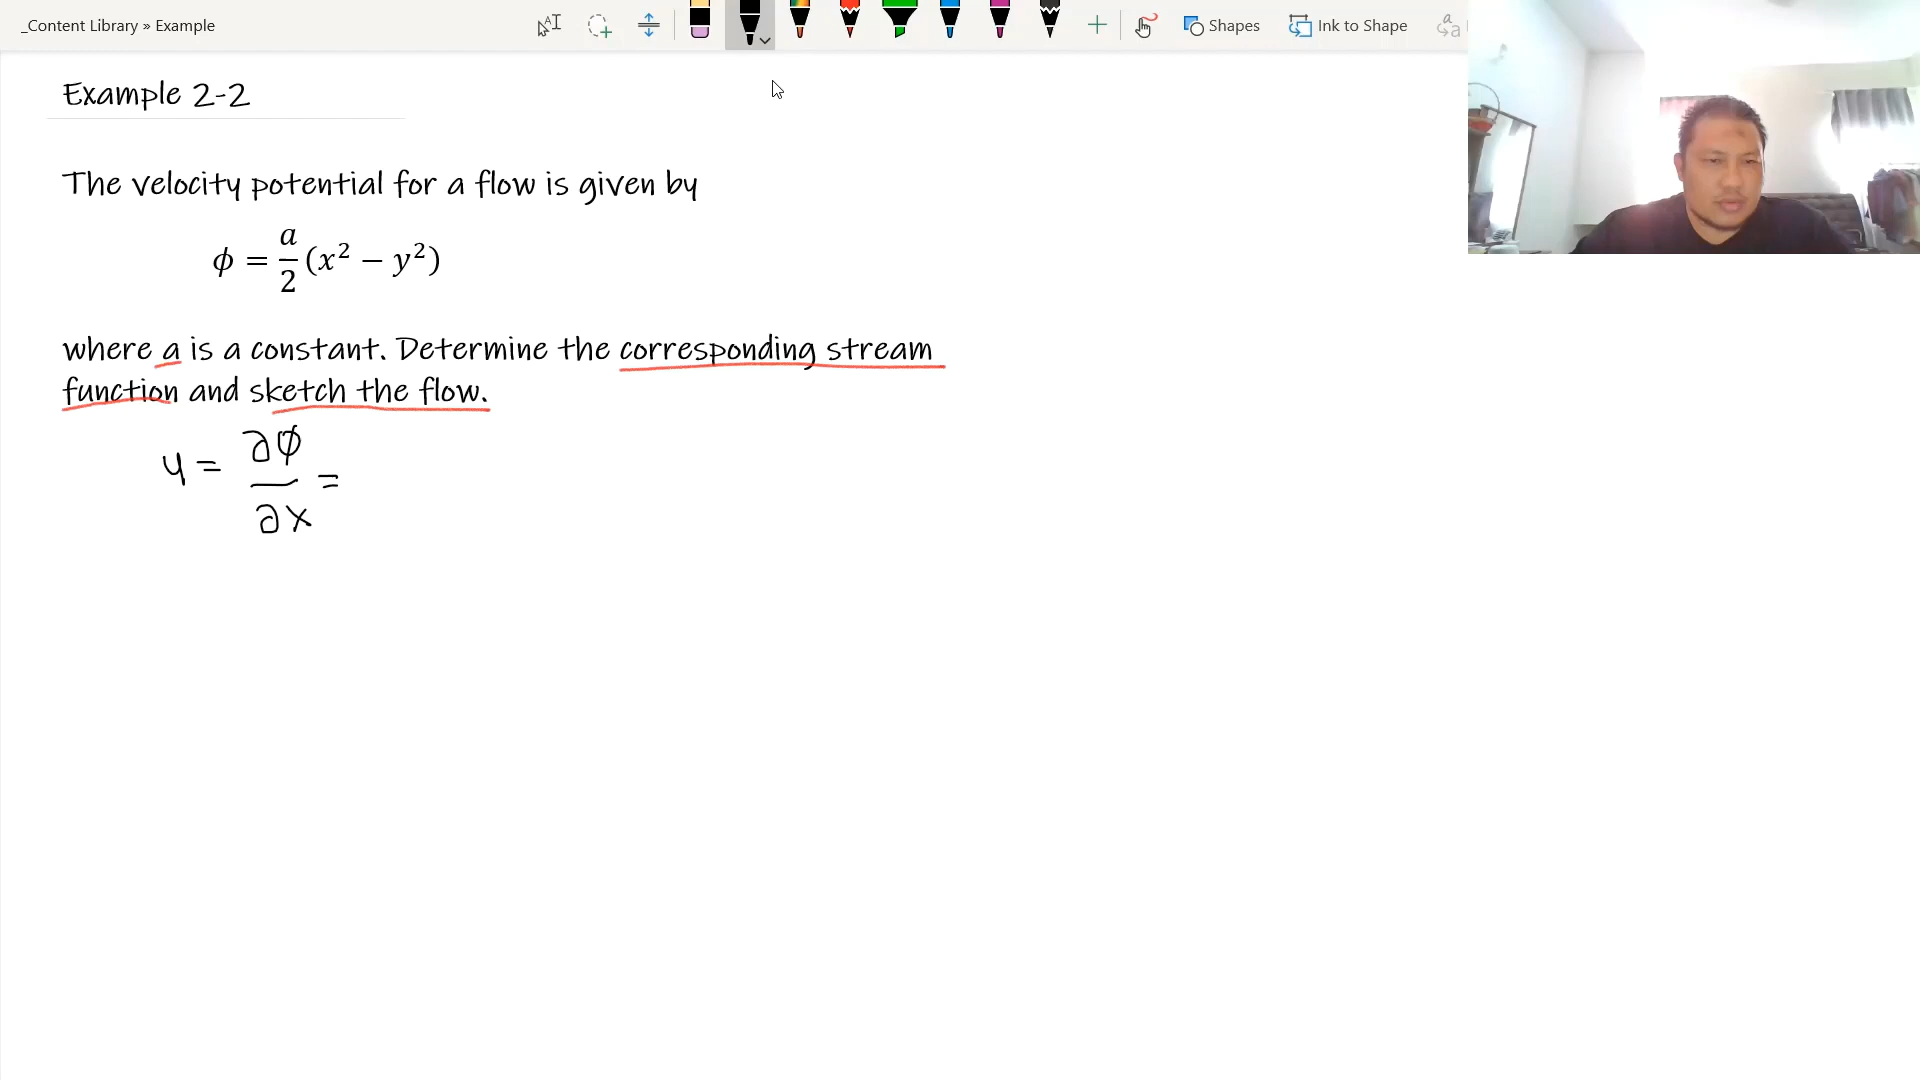 _Content Library » Example
Shapes
Ink to Shape
Example 2-2
The velocity potential for a flow is given by
ϕ = a/2 (x² − y²)
where a is a constant. Determine the corresponding stream
function and sketch the flow.
u = ∂ϕ/∂x =